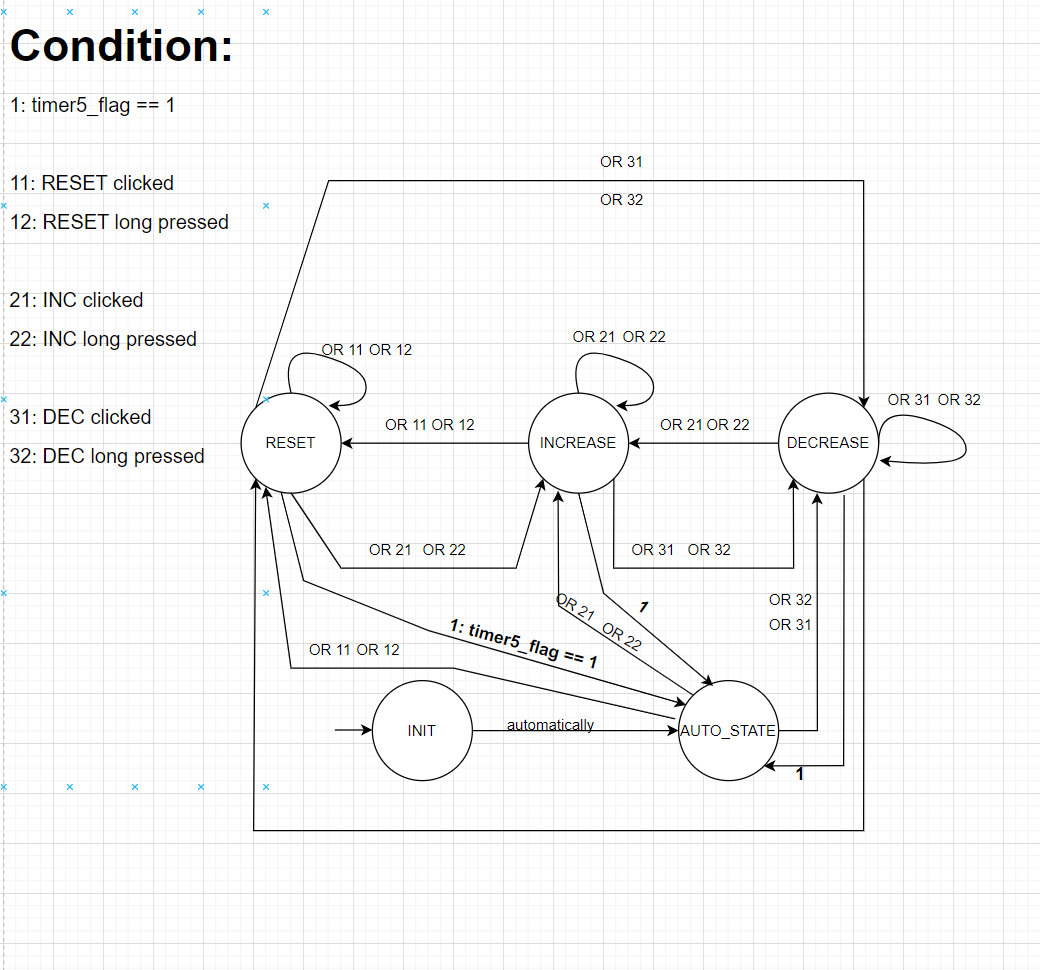 Condition:
1: timer5_flag == 1
11: RESET clicked
12: RESET long pressed
21: INC clicked
22: INC long pressed
31: DEC clicked
32: DEC long pressed
OR 31
OR 32
OR 11 OR 12
OR 21 OR 22
OR 31 OR 32
OR 11 OR 12
OR 21 OR 22
RESET
INCREASE
DECREASE
OR 21 OR 22
OR 31 OR 32
OR 21 OR 22
1
OR 32
OR 31
1: timer5_flag == 1
OR 11 OR 12
INIT
automatically
AUTO_STATE
1